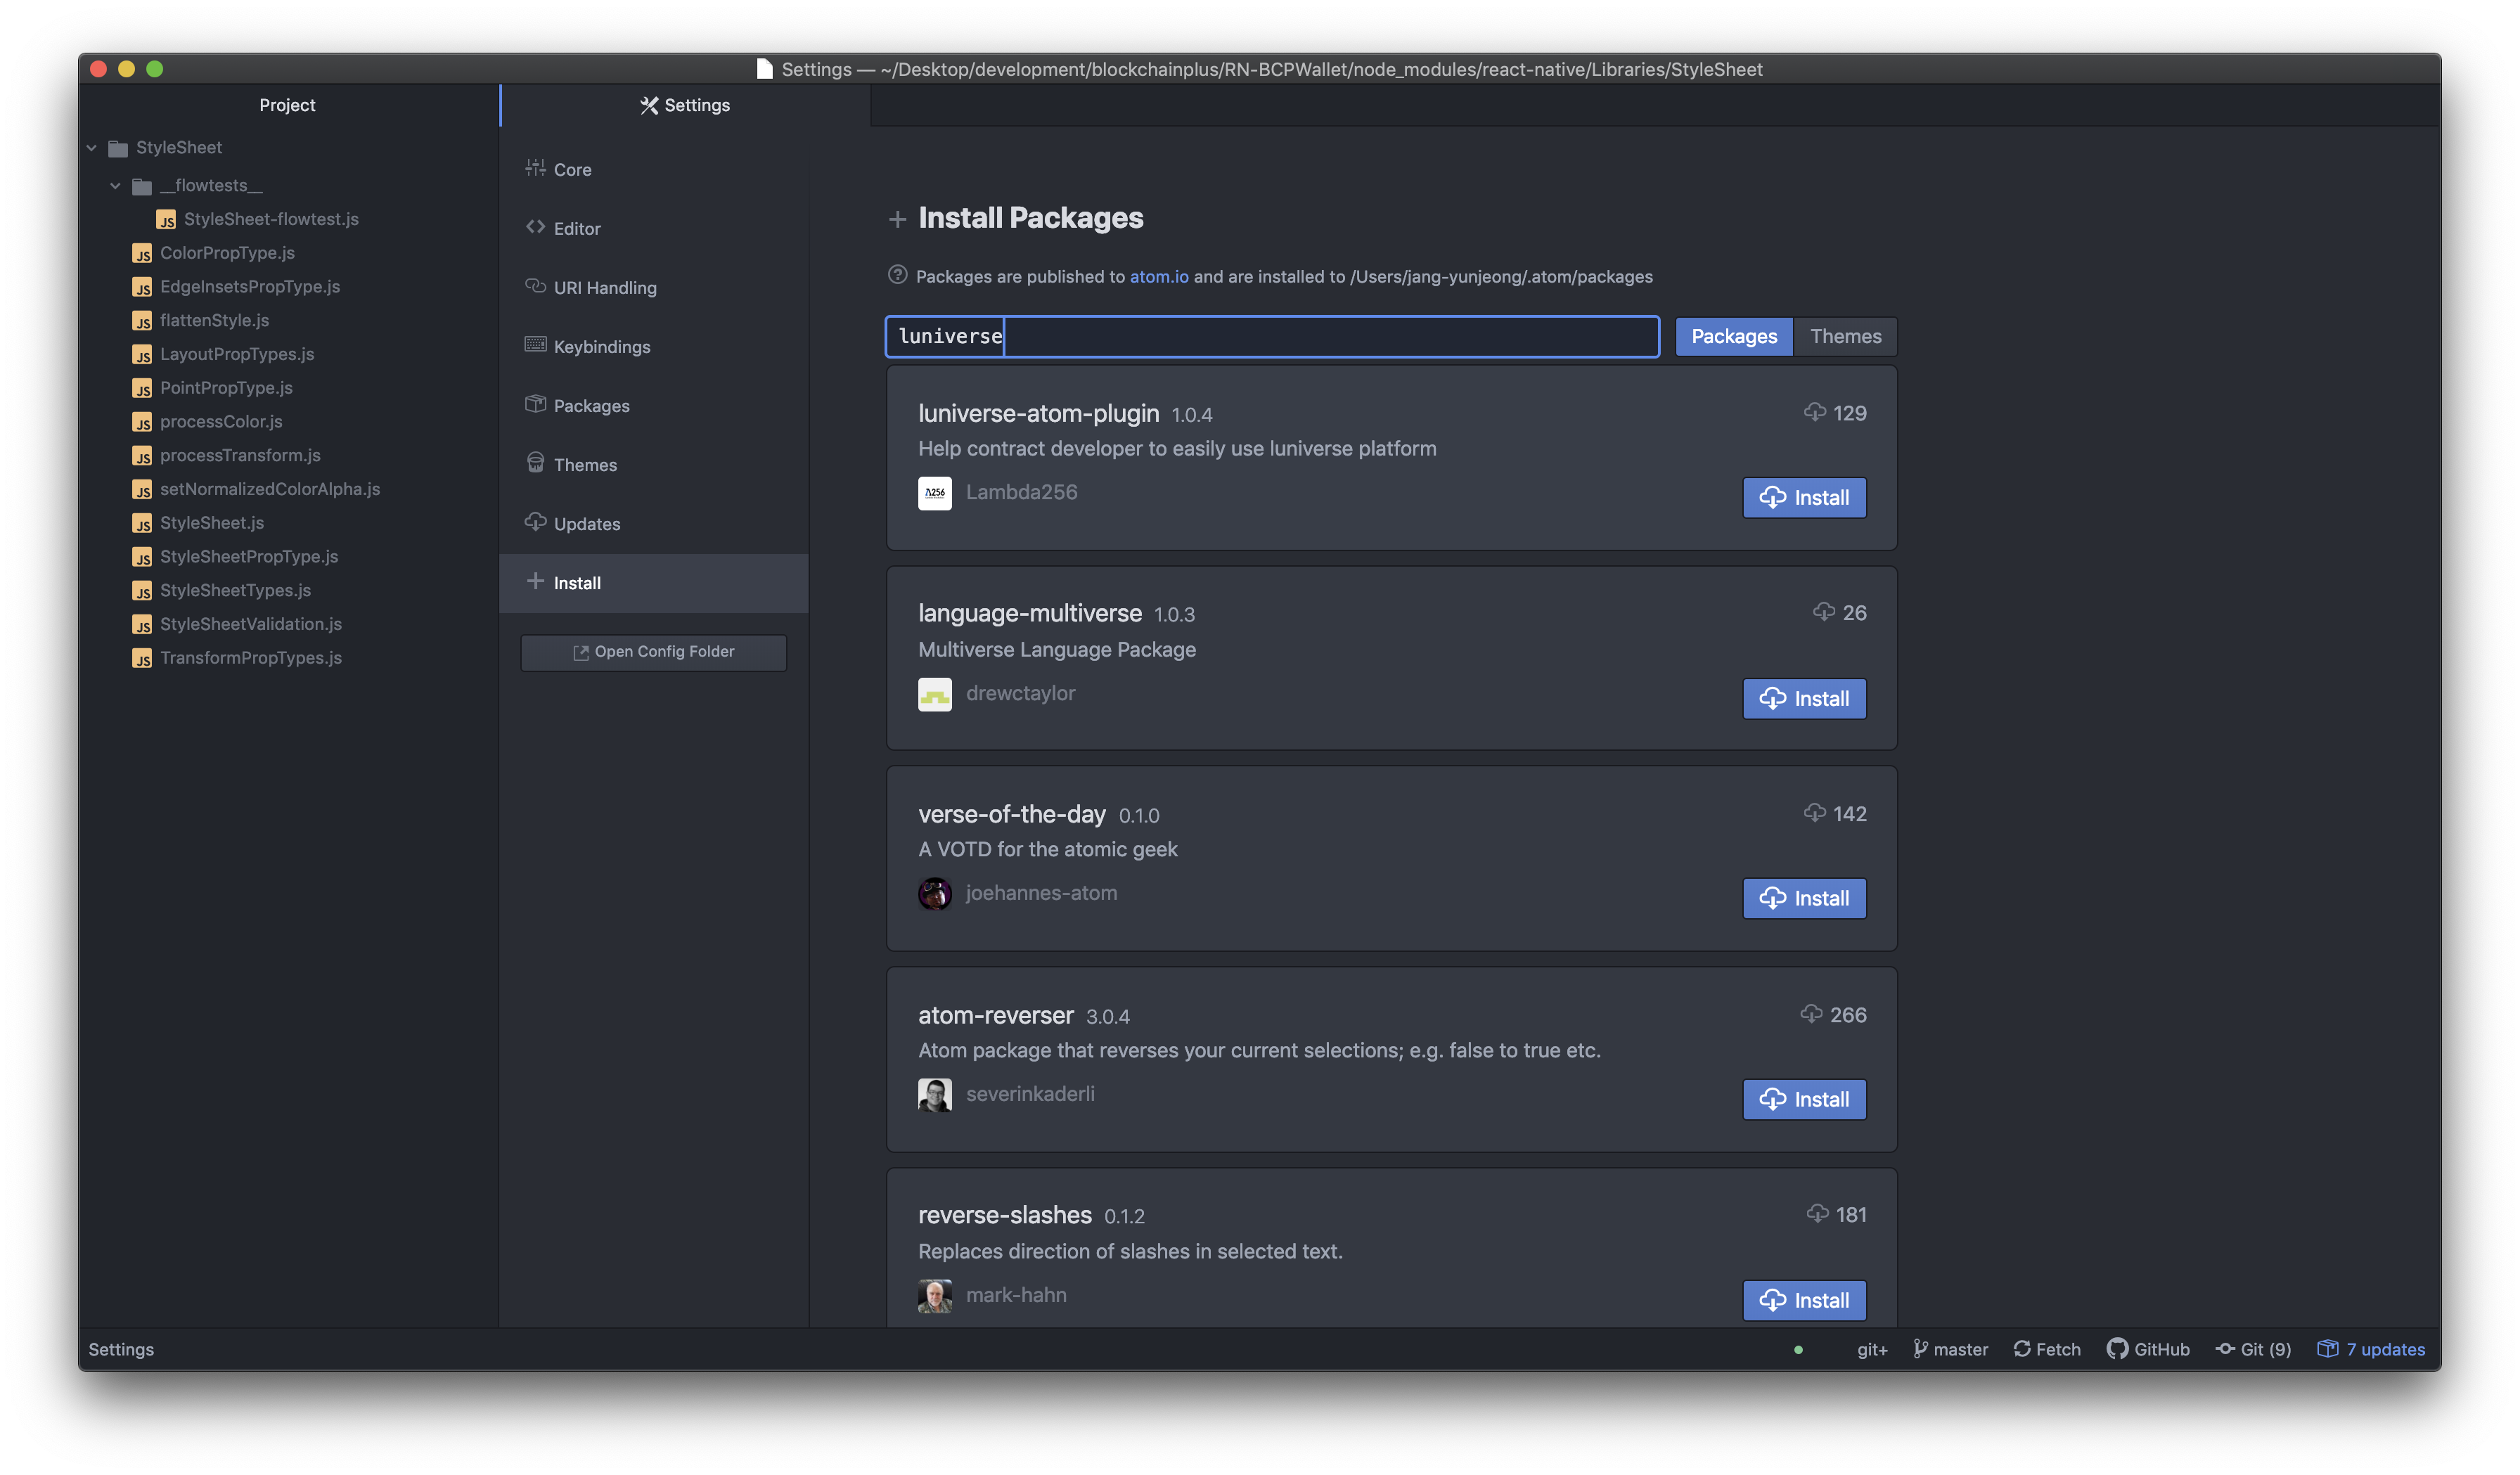 Settings — ~/Desktop/development/blockchainplus/RN-BCPWallet/node_modules/react-native/Libraries/StyleSheet
Project
Settings
StyleSheet
__flowtests__
StyleSheet-flowtest.js
ColorPropType.js
EdgeInsetsPropType.js
flattenStyle.js
LayoutPropTypes.js
PointPropType.js
processColor.js
processTransform.js
setNormalizedColorAlpha.js
StyleSheet.js
StyleSheetPropType.js
StyleSheetTypes.js
StyleSheetValidation.js
TransformPropTypes.js
Core
Editor
URI Handling
Keybindings
Packages
Themes
Updates
Install
Open Config Folder
Install Packages
Packages are published to atom.io and are installed to /Users/jang-yunjeong/.atom/packages
luniverse
Packages Themes
luniverse-atom-plugin 1.0.4 129
Help contract developer to easily use luniverse platform
Lambda256
Install
language-multiverse 1.0.3 26
Multiverse Language Package
drewctaylor
Install
verse-of-the-day 0.1.0 142
A VOTD for the atomic geek
joehannes-atom
Install
atom-reverser 3.0.4 266
Atom package that reverses your current selections; e.g. false to true etc.
severinkaderli
Install
reverse-slashes 0.1.2 181
Replaces direction of slashes in selected text.
mark-hahn
Install
Settings git+ master Fetch GitHub Git (9) 7 updates